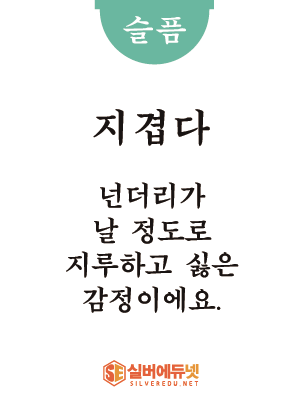 슬픔
지겹다
넌더리가
날 정도로
지루하고 싫은
감정이에요.
SE 실버에듀넷
SILVEREDU.NET